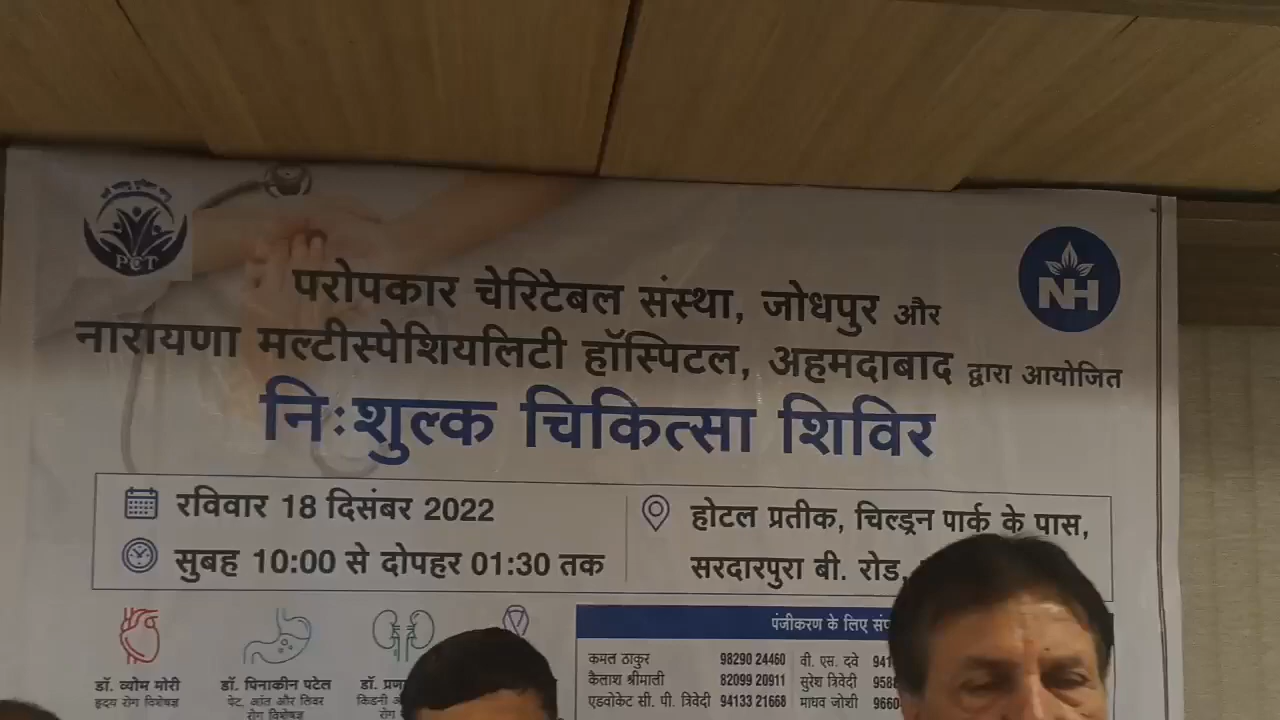 PCT
NH
परोपकार चेरिटेबल संस्था, जोधपुर और
नारायणा मल्टीस्पेशियलिटी हॉस्पिटल, अहमदाबाद द्वारा आयोजित
निःशुल्क चिकित्सा शिविर
रविवार 18 दिसंबर 2022
सुबह 10:00 से दोपहर 01:30 तक
होटल प्रतीक, चिल्ड्रन पार्क के पास,
सरदारपुरा बी. रोड,
डॉ. व्योम मोरी
हृदय रोग विशेषज्ञ
डॉ. पिनाकीन पटेल
पेट, आंत और लिवर
रोग विशेषज्ञ
डॉ.
किडनी
रोग
पंजीकरण के लिए
कमल ठाकुर 98290 24460
कैलाश श्रीमाली 82099 20911
एडवोकेट सी. पी. त्रिवेदी 94133 21668
वी. एस. दवे
सुरेश त्रिवेदी
माधव जोशी